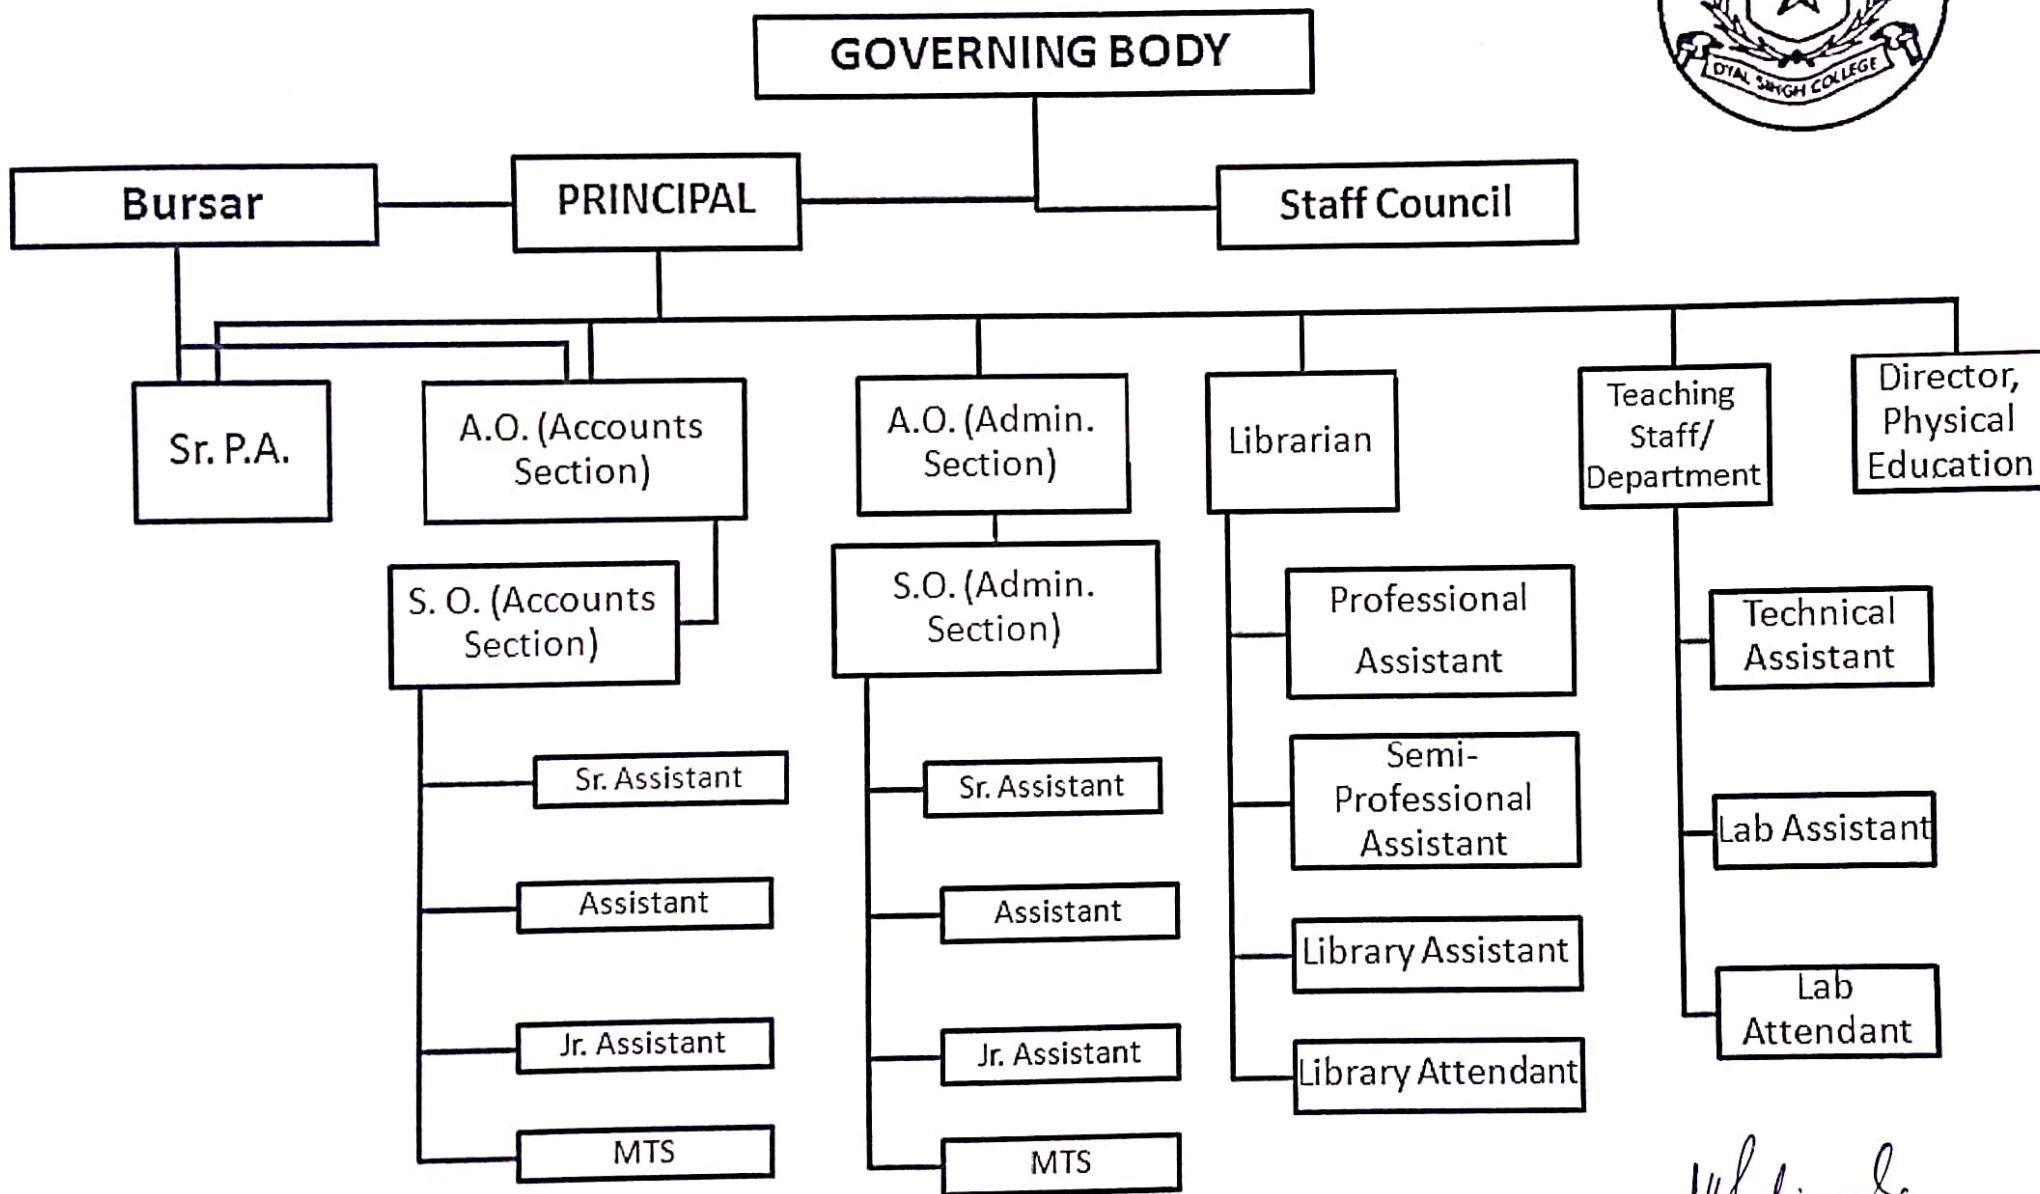 GOVERNING BODY
DYAL SINGH COLLEGE
Bursar
PRINCIPAL
Staff Council
Sr. P.A.
A.O. (Accounts
Section)
A.O. (Admin.
Section)
Librarian
Teaching
Staff/
Department
Director,
Physical
Education
S. O. (Accounts
Section)
S.O. (Admin.
Section)
Professional
Assistant
Technical
Assistant
Sr. Assistant
Sr. Assistant
Semi-
Professional
Assistant
Lab Assistant
Assistant
Assistant
Library Assistant
Lab
Attendant
Jr. Assistant
Jr. Assistant
Library Attendant
MTS
MTS